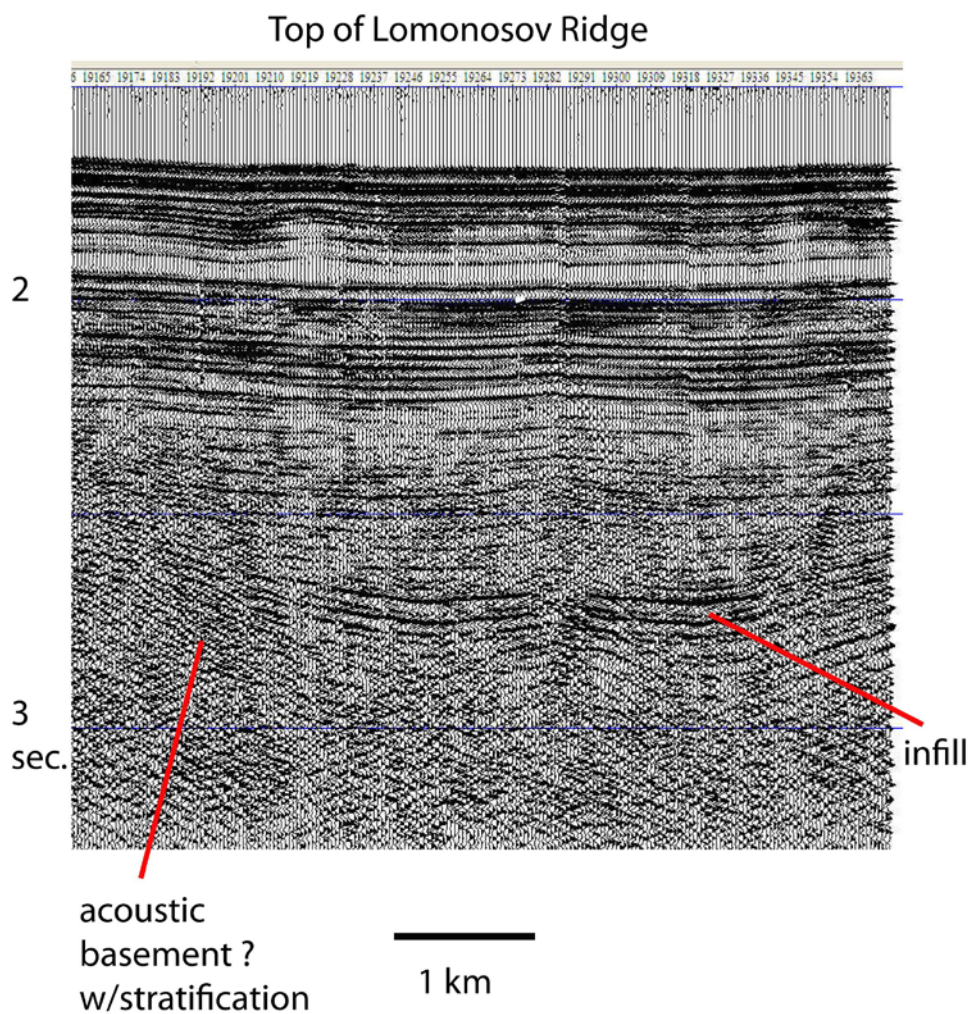 Top of Lomonosov Ridge
6 19165 19174 19183 19192 19201 19210 19219 19228 19237 19246 19255 19264 19273 19282 19291 19300 19309 19318 19327 19336 19345 19354 19363
2
3
sec.
infill
acoustic
basement ?
w/stratification
1 km